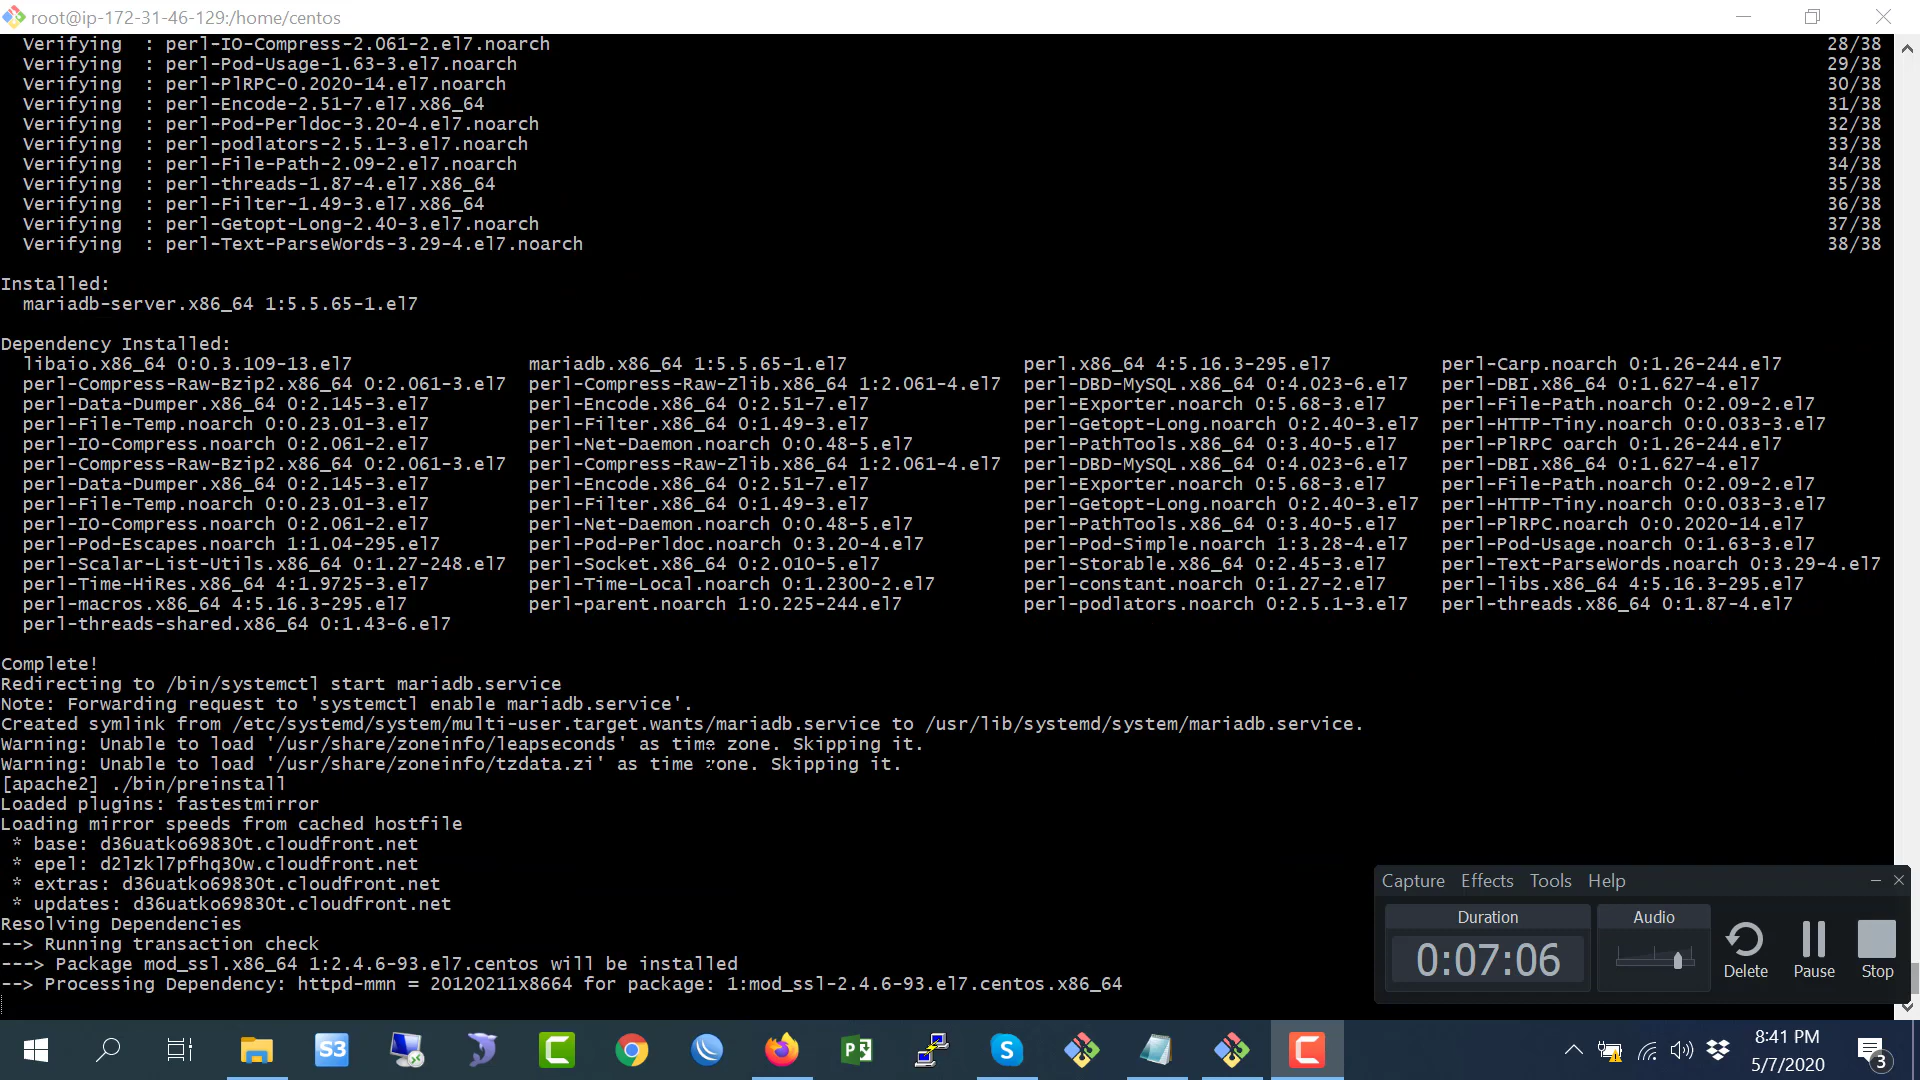 root@ip-172-31-46-129:/home/centos
Verifying : perl-IO-Compress-2.061-2.el7.noarch 28/38
Verifying : perl-Pod-Usage-1.63-3.el7.noarch 29/38
Verifying : perl-PlRPC-0.2020-14.el7.noarch 30/38
Verifying : perl-Encode-2.51-7.el7.x86_64 31/38
Verifying : perl-Pod-Perldoc-3.20-4.el7.noarch 32/38
Verifying : perl-podlators-2.5.1-3.el7.noarch 33/38
Verifying : perl-File-Path-2.09-2.el7.noarch 34/38
Verifying : perl-threads-1.87-4.el7.x86_64 35/38
Verifying : perl-Filter-1.49-3.el7.x86_64 36/38
Verifying : perl-Getopt-Long-2.40-3.el7.noarch 37/38
Verifying : perl-Text-ParseWords-3.29-4.el7.noarch 38/38
Installed:
mariadb-server.x86_64 1:5.5.65-1.el7
Dependency Installed:
libaio.x86_64 0:0.3.109-13.el7 mariadb.x86_64 1:5.5.65-1.el7 perl.x86_64 4:5.16.3-295.el7 perl-Carp.noarch 0:1.26-244.el7
perl-Compress-Raw-Bzip2.x86_64 0:2.061-3.el7 perl-Compress-Raw-Zlib.x86_64 1:2.061-4.el7 perl-DBD-MySQL.x86_64 0:4.023-6.el7 perl-DBI.x86_64 0:1.627-4.el7
perl-Data-Dumper.x86_64 0:2.145-3.el7 perl-Encode.x86_64 0:2.51-7.el7 perl-Exporter.noarch 0:5.68-3.el7 perl-File-Path.noarch 0:2.09-2.el7
perl-File-Temp.noarch 0:0.23.01-3.el7 perl-Filter.x86_64 0:1.49-3.el7 perl-Getopt-Long.noarch 0:2.40-3.el7 perl-HTTP-Tiny.noarch 0:0.033-3.el7
perl-IO-Compress.noarch 0:2.061-2.el7 perl-Net-Daemon.noarch 0:0.48-5.el7 perl-PathTools.x86_64 0:3.40-5.el7 perl-PlRPC oarch 0:1.26-244.el7
perl-Compress-Raw-Bzip2.x86_64 0:2.061-3.el7 perl-Compress-Raw-Zlib.x86_64 1:2.061-4.el7 perl-DBD-MySQL.x86_64 0:4.023-6.el7 perl-DBI.x86_64 0:1.627-4.el7
perl-Data-Dumper.x86_64 0:2.145-3.el7 perl-Encode.x86_64 0:2.51-7.el7 perl-Exporter.noarch 0:5.68-3.el7 perl-File-Path.noarch 0:2.09-2.el7
perl-File-Temp.noarch 0:0.23.01-3.el7 perl-Filter.x86_64 0:1.49-3.el7 perl-Getopt-Long.noarch 0:2.40-3.el7 perl-HTTP-Tiny.noarch 0:0.033-3.el7
perl-IO-Compress.noarch 0:2.061-2.el7 perl-Net-Daemon.noarch 0:0.48-5.el7 perl-PathTools.x86_64 0:3.40-5.el7 perl-PlRPC.noarch 0:0.2020-14.el7
perl-Pod-Escapes.noarch 1:1.04-295.el7 perl-Pod-Perldoc.noarch 0:3.20-4.el7 perl-Pod-Simple.noarch 1:3.28-4.el7 perl-Pod-Usage.noarch 0:1.63-3.el7
perl-Scalar-List-Utils.x86_64 0:1.27-248.el7 perl-Socket.x86_64 0:2.010-5.el7 perl-Storable.x86_64 0:2.45-3.el7 perl-Text-ParseWords.noarch 0:3.29-4.el7
perl-Time-HiRes.x86_64 4:1.9725-3.el7 perl-Time-Local.noarch 0:1.2300-2.el7 perl-constant.noarch 0:1.27-2.el7 perl-libs.x86_64 4:5.16.3-295.el7
perl-macros.x86_64 4:5.16.3-295.el7 perl-parent.noarch 1:0.225-244.el7 perl-podlators.noarch 0:2.5.1-3.el7 perl-threads.x86_64 0:1.87-4.el7
perl-threads-shared.x86_64 0:1.43-6.el7
Complete!
Redirecting to /bin/systemctl start mariadb.service
Note: Forwarding request to 'systemctl enable mariadb.service'.
Created symlink from /etc/systemd/system/multi-user.target.wants/mariadb.service to /usr/lib/systemd/system/mariadb.service.
Warning: Unable to load '/usr/share/zoneinfo/leapseconds' as time zone. Skipping it.
Warning: Unable to load '/usr/share/zoneinfo/tzdata.zi' as time zone. Skipping it.
[apache2] ./bin/preinstall
Loaded plugins: fastestmirror
Loading mirror speeds from cached hostfile
* base: d36uatko69830t.cloudfront.net
* epel: d2lzkl7pfhq30w.cloudfront.net
* extras: d36uatko69830t.cloudfront.net
* updates: d36uatko69830t.cloudfront.net
Resolving Dependencies
--> Running transaction check
---> Package mod_ssl.x86_64 1:2.4.6-93.el7.centos will be installed
--> Processing Dependency: httpd-mmn = 20120211x8664 for package: 1:mod_ssl-2.4.6-93.el7.centos.x86_64
Capture Effects Tools Help
Duration Audio
0:07:06
Delete Pause Stop
S3
8:41 PM
5/7/2020
3